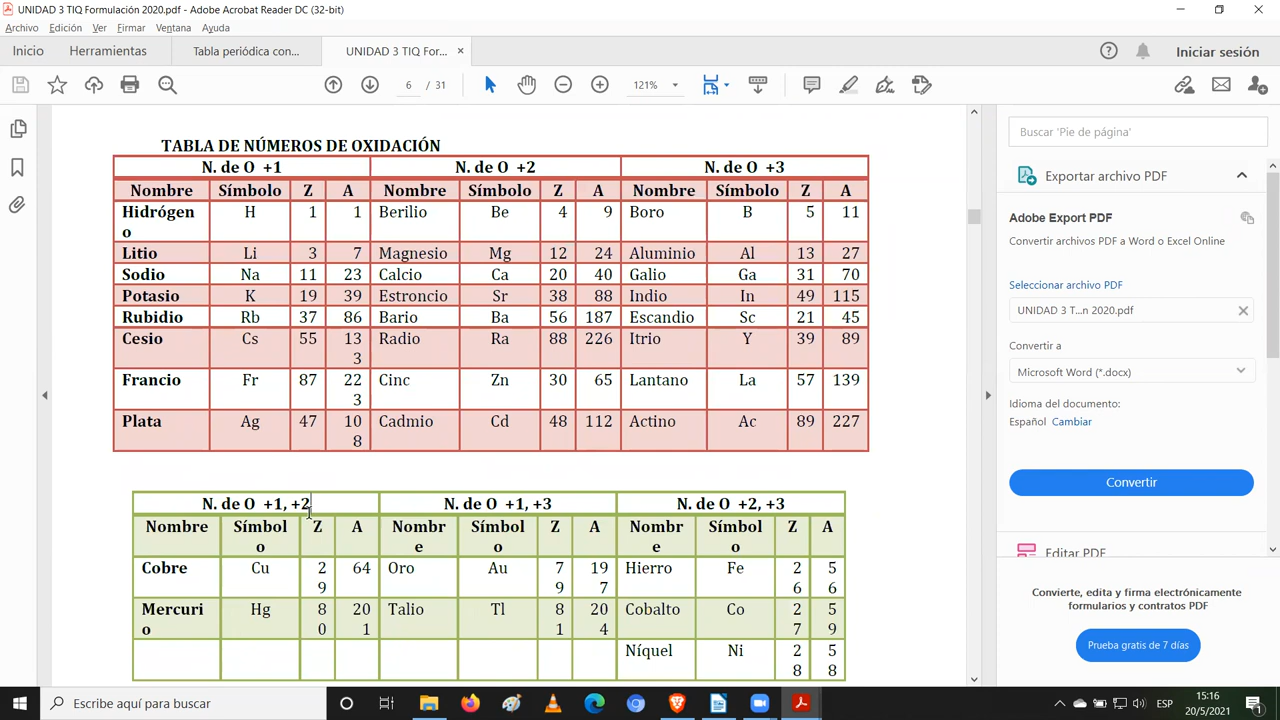 UNIDAD 3 TIQ Formulación 2020.pdf - Adobe Acrobat Reader DC (32-bit)
Archivo Edición Ver Firmar Ventana Ayuda
Inicio Herramientas Tabla periódica con... UNIDAD 3 TIQ For... × Iniciar sesión
6 / 31 121%
TABLA DE NÚMEROS DE OXIDACIÓN
N. de O +1 N. de O +2 N. de O +3
Nombre Símbolo Z A Nombre Símbolo Z A Nombre Símbolo Z A
Hidrógen H 1 1 Berilio Be 4 9 Boro B 5 11
o
Litio Li 3 7 Magnesio Mg 12 24 Aluminio Al 13 27
Sodio Na 11 23 Calcio Ca 20 40 Galio Ga 31 70
Potasio K 19 39 Estroncio Sr 38 88 Indio In 49 115
Rubidio Rb 37 86 Bario Ba 56 187 Escandio Sc 21 45
Cesio Cs 55 13 Radio Ra 88 226 Itrio Y 39 89
3
Francio Fr 87 22 Cinc Zn 30 65 Lantano La 57 139
3
Plata Ag 47 10 Cadmio Cd 48 112 Actino Ac 89 227
8
N. de O +1, +2 N. de O +1, +3 N. de O +2, +3
Nombre Símbol Z A Nombr Símbol Z A Nombr Símbol Z A
o e o e o
Cobre Cu 2 64 Oro Au 7 19 Hierro Fe 2 5
9 9 7 6 6
Mercuri Hg 8 20 Talio Tl 8 20 Cobalto Co 2 5
o 0 1 1 4 7 9
Níquel Ni 2 5
8 8
Buscar 'Pie de página'
Exportar archivo PDF
Adobe Export PDF
Convertir archivos PDF a Word o Excel Online
Seleccionar archivo PDF
UNIDAD 3 T...n 2020.pdf
Convertir a
Microsoft Word (*.docx)
Idioma del documento:
Español Cambiar
Convertir
Editar PDF
Convierte, edita y firma electrónicamente
formularios y contratos PDF
Prueba gratis de 7 días
Escribe aquí para buscar
ESP
15:16
20/5/2021
1